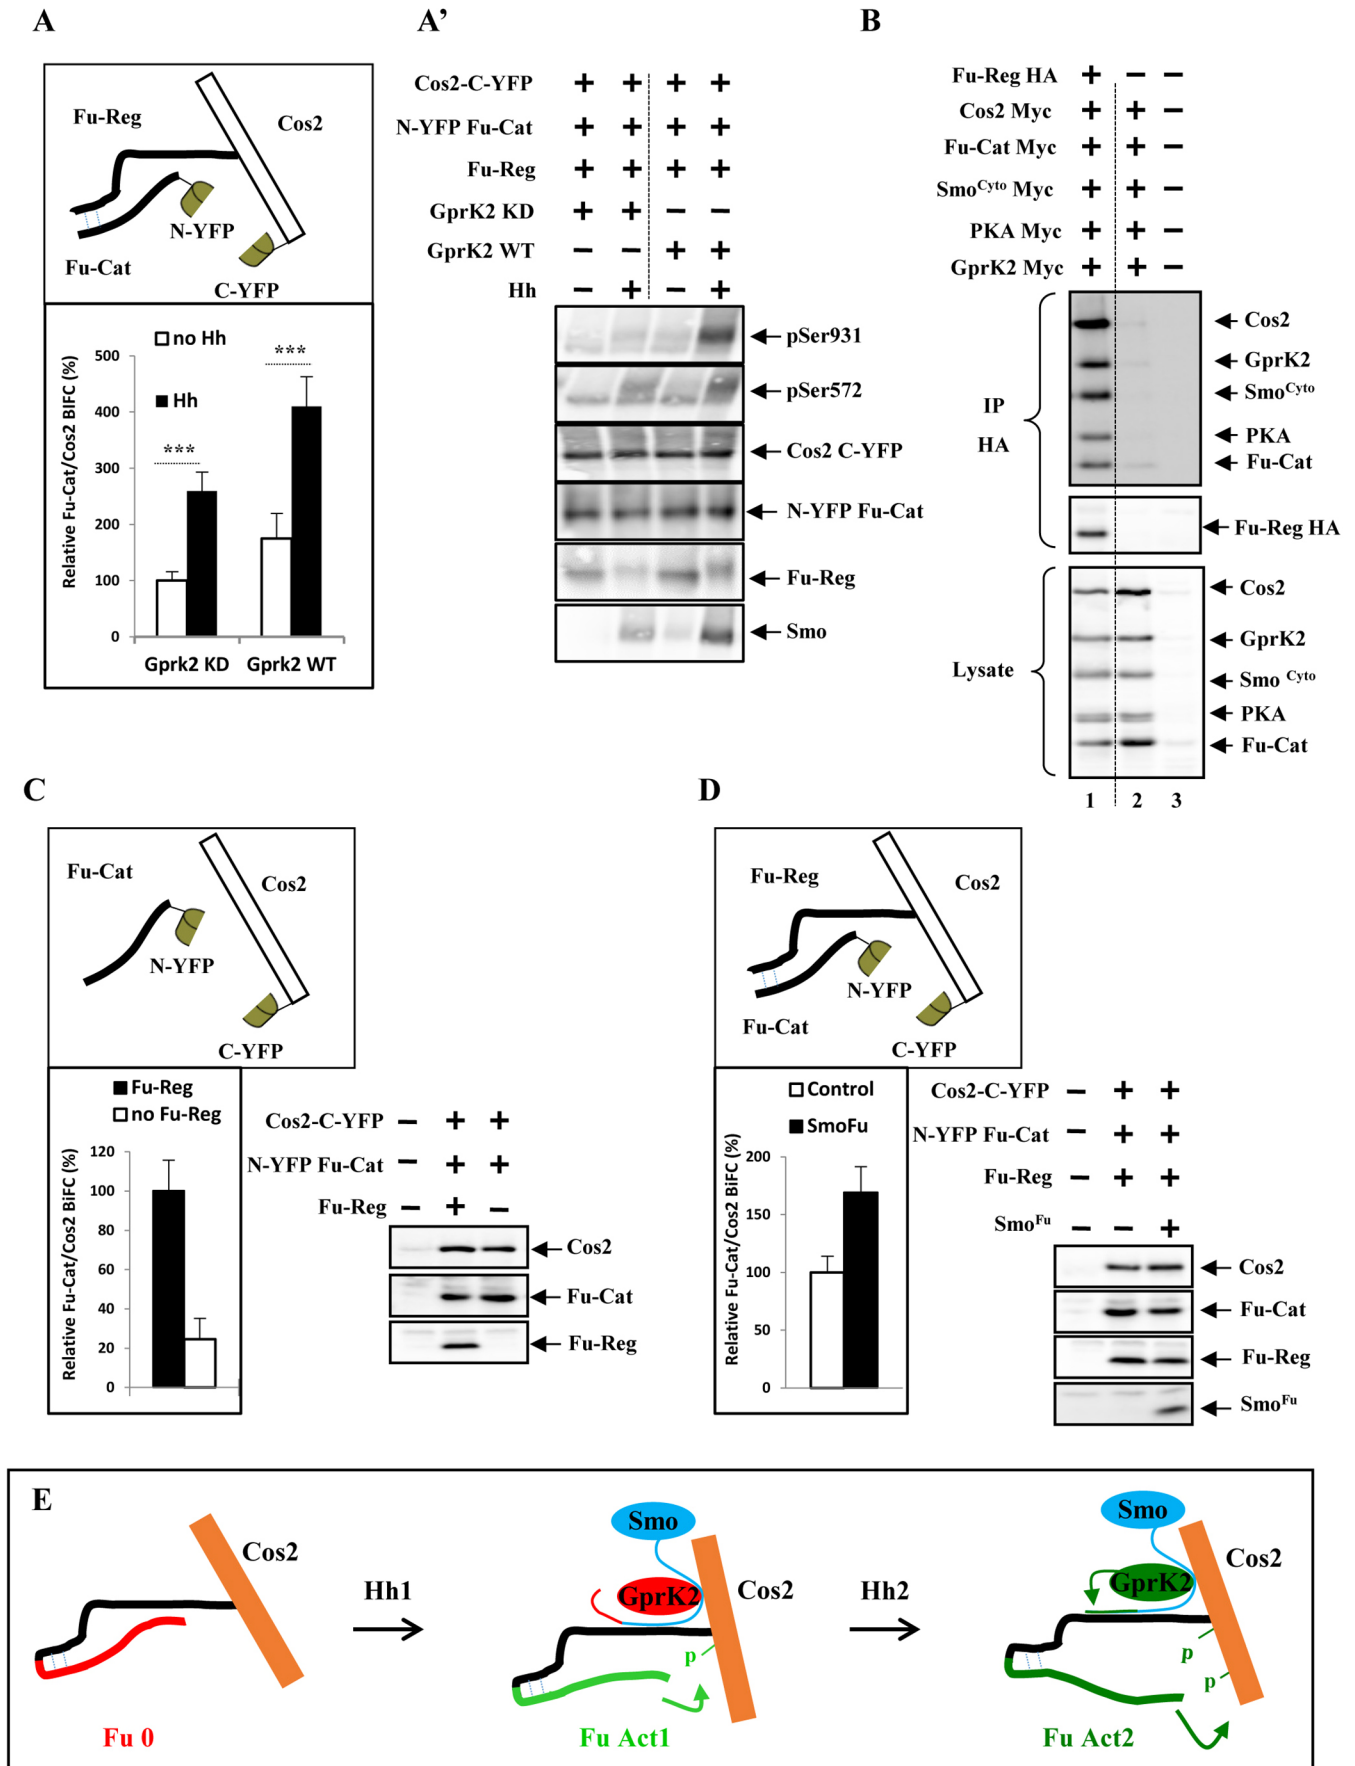 A
Fu-Reg
Cos2
N-YFP
Fu-Cat
C-YFP
Relative Fu-Cat/Cos2 BIFC (%)
no Hh
Hh
***
***
500
400
300
200
100
0
Gprk2 KD
Gprk2 WT
A’
Cos2-C-YFP + + + +
N-YFP Fu-Cat + + + +
Fu-Reg + + + +
GprK2 KD + + − −
GprK2 WT − − + +
Hh − + − +
pSer931
pSer572
Cos2 C-YFP
N-YFP Fu-Cat
Fu-Reg
Smo
B
Fu-Reg HA + − −
Cos2 Myc + + −
Fu-Cat Myc + + −
SmoCyto Myc + + −
PKA Myc + + −
GprK2 Myc + + −
IP
HA
Cos2
GprK2
SmoCyto
PKA
Fu-Cat
Fu-Reg HA
Lysate
Cos2
GprK2
Smo Cyto
PKA
Fu-Cat
1 2 3
C
Fu-Cat
Cos2
N-YFP
C-YFP
Relative Fu-Cat/Cos2 BiFC (%)
Fu-Reg
no Fu-Reg
120
100
80
60
40
20
0
Cos2-C-YFP − + +
N-YFP Fu-Cat − + +
Fu-Reg − + −
Cos2
Fu-Cat
Fu-Reg
D
Fu-Reg
Cos2
N-YFP
Fu-Cat
C-YFP
Relative Fu-Cat/Cos2 BiFC (%)
Control
SmoFu
200
150
100
50
0
Cos2-C-YFP − + +
N-YFP Fu-Cat − + +
Fu-Reg − + +
SmoFu − − +
Cos2
Fu-Cat
Fu-Reg
SmoFu
E
Cos2
Fu 0
Hh1
Smo
GprK2
Cos2
p
Fu Act1
Hh2
Smo
GprK2
Cos2
p
p
Fu Act2